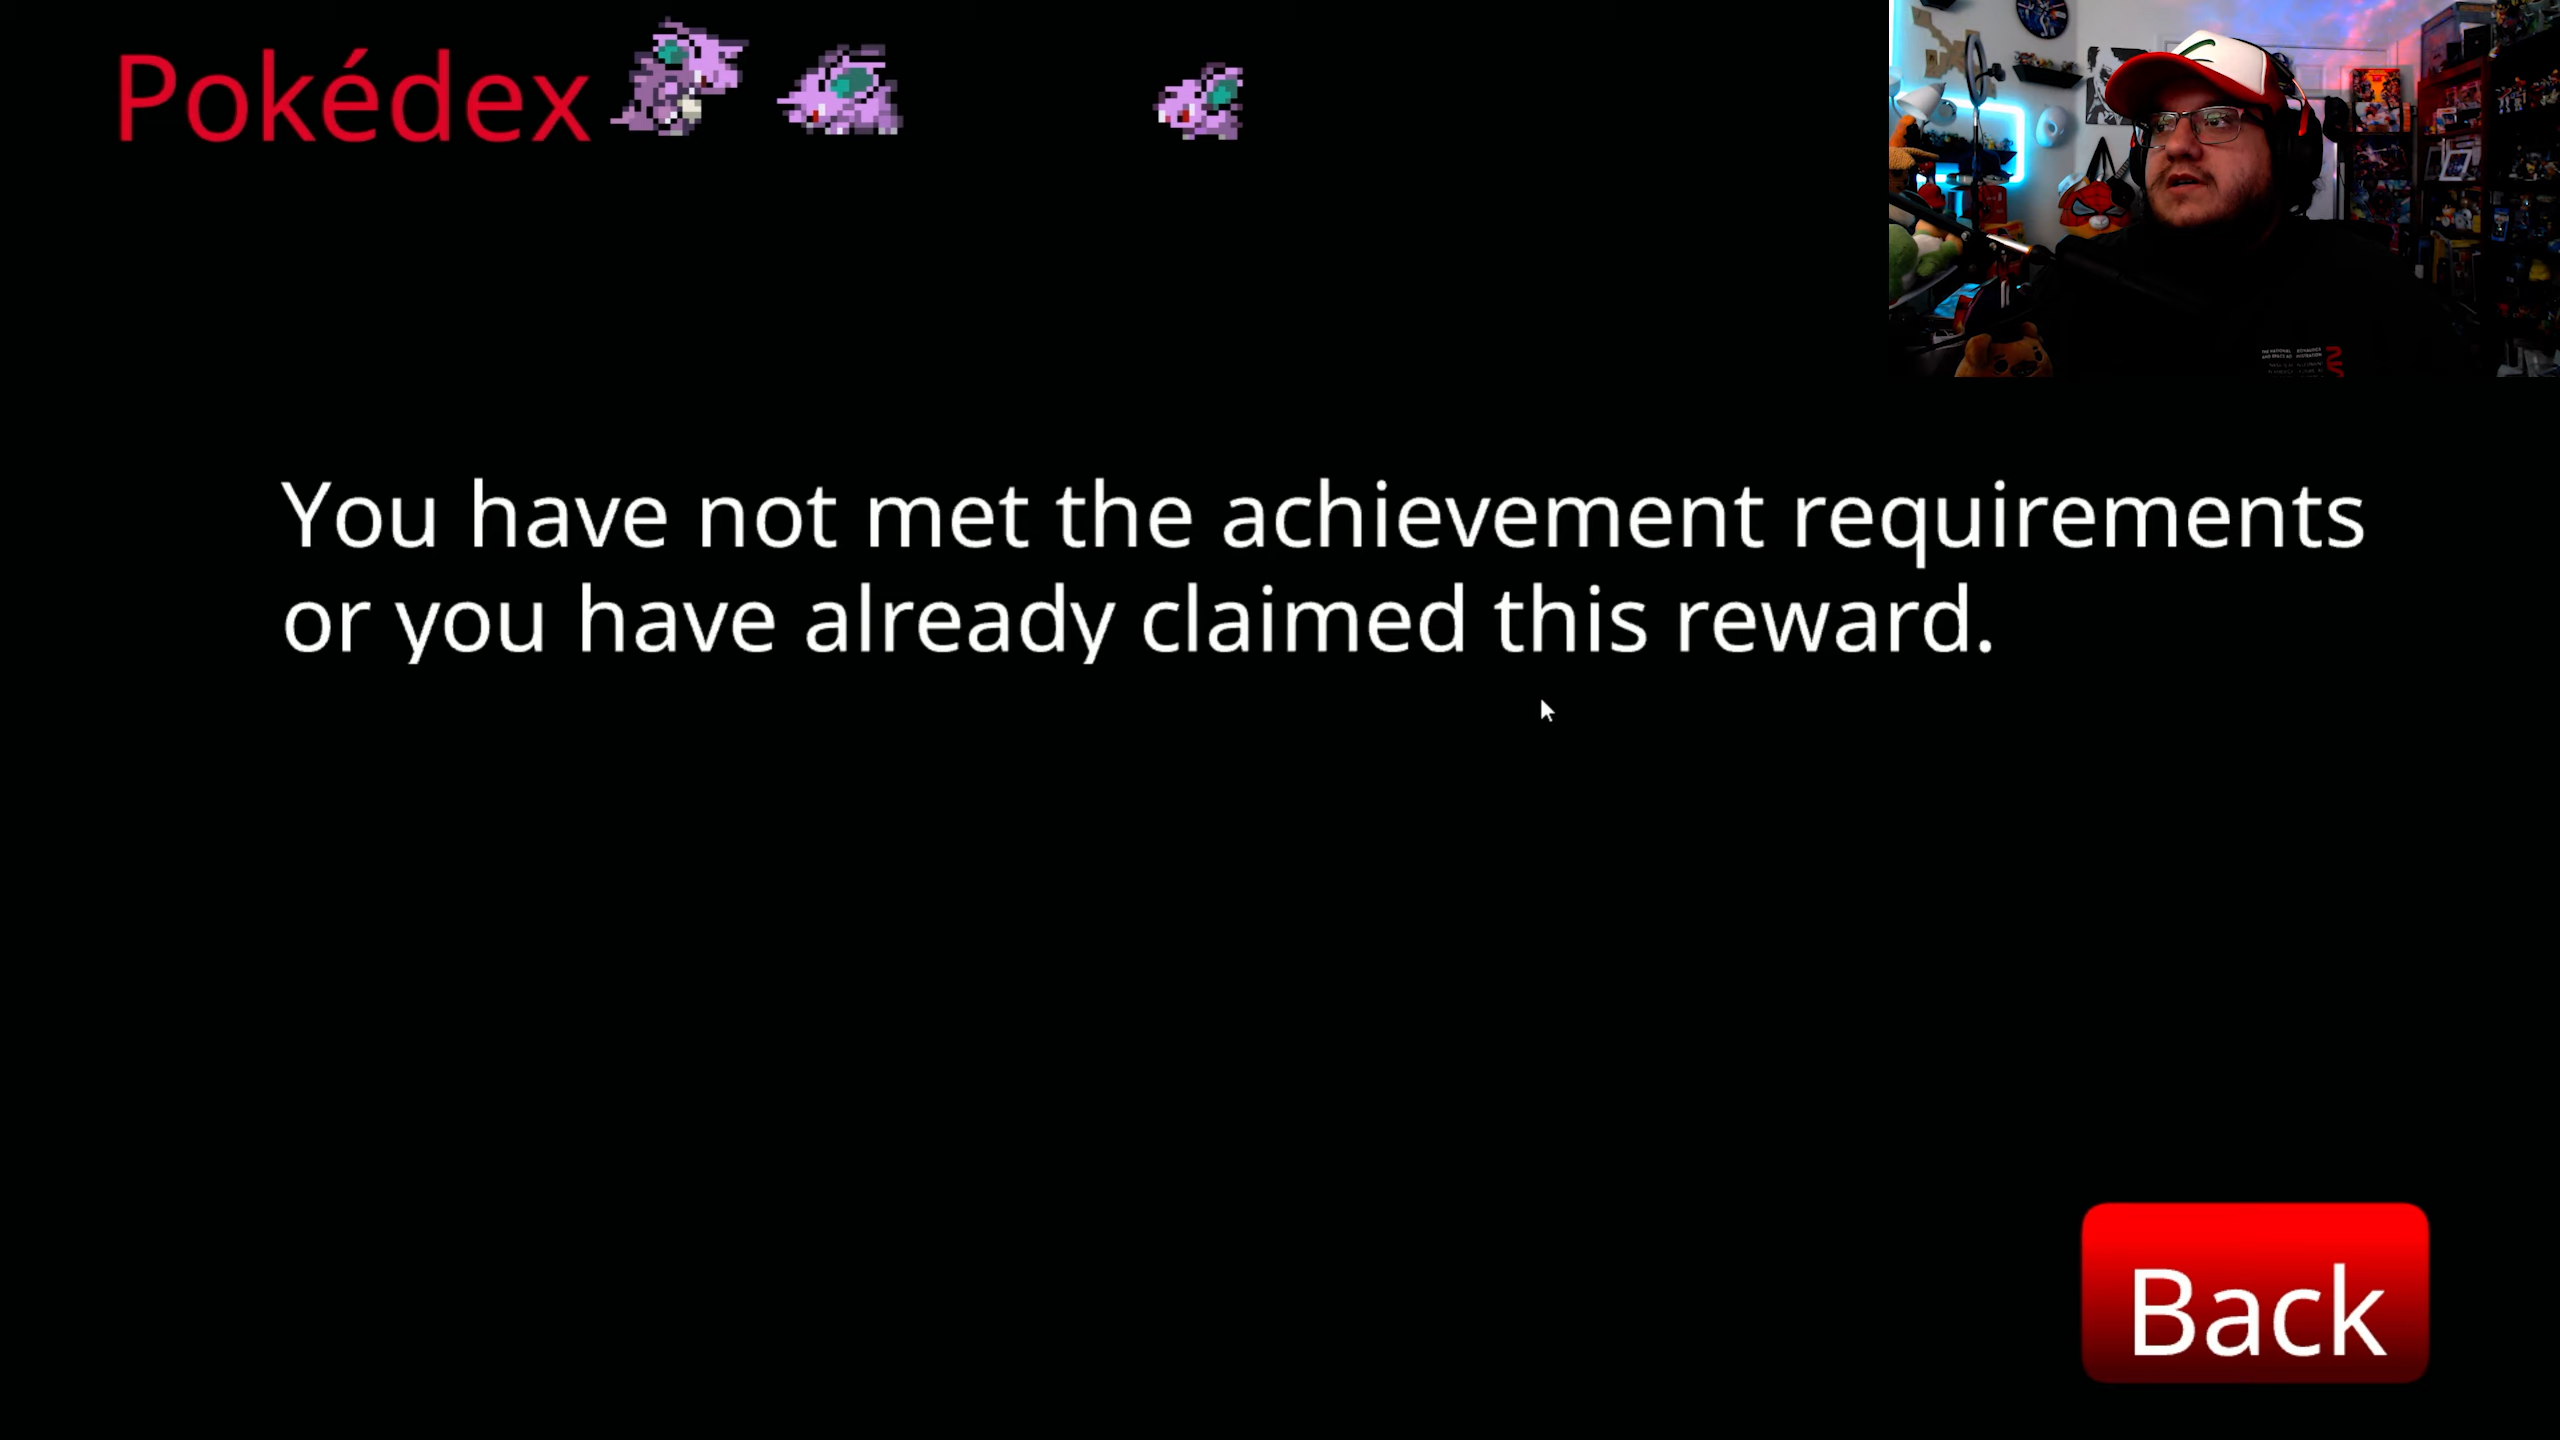 Pokédex
You have not met the achievement requirements
or you have already claimed this reward.
Back